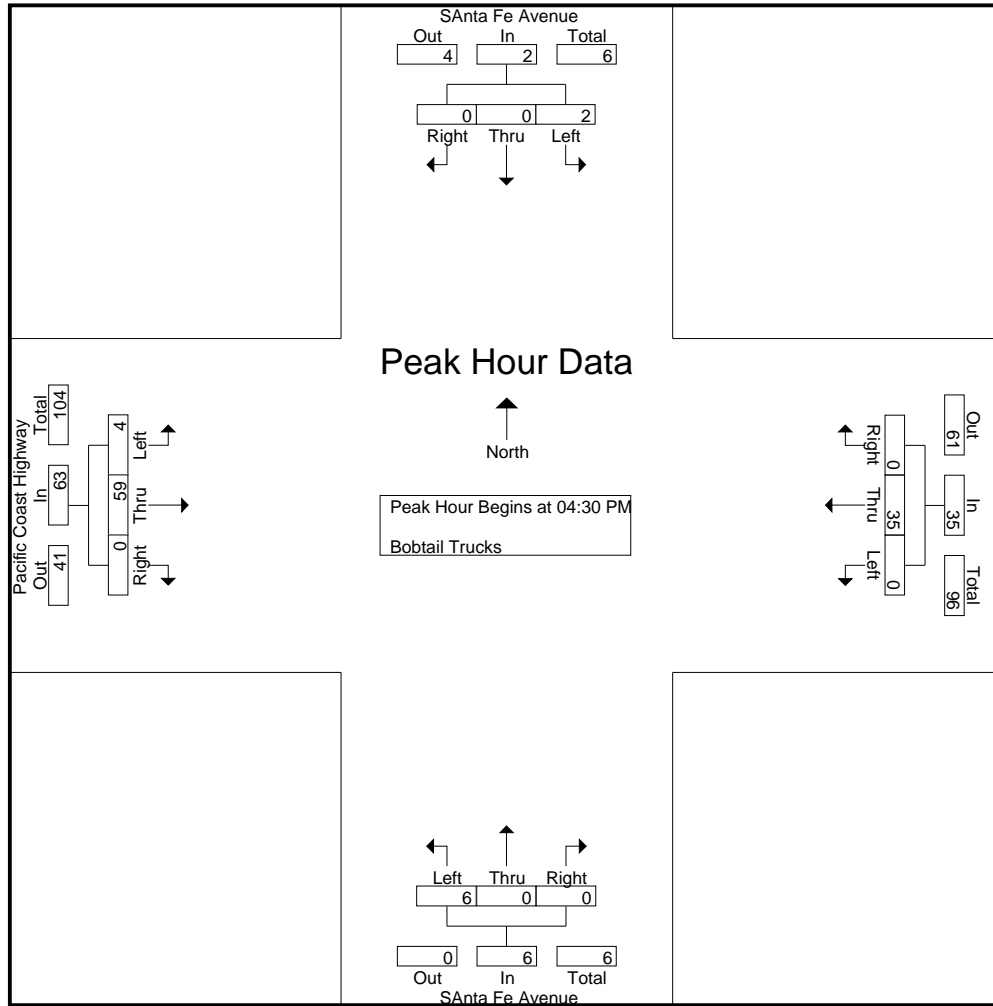 SAnta Fe Avenue
Out In Total
4 2 6
0 0 2
Right Thru Left
Peak Hour Data
North
Peak Hour Begins at 04:30 PM
Bobtail Trucks
Pacific Coast Highway
Total In Out
104 63 41
4 59 0
Left Thru Right
Out In Total
61 35 96
0 35 0
Right Thru Left
Left Thru Right
6 0 0
0 6 6
Out In Total
SAnta Fe Avenue